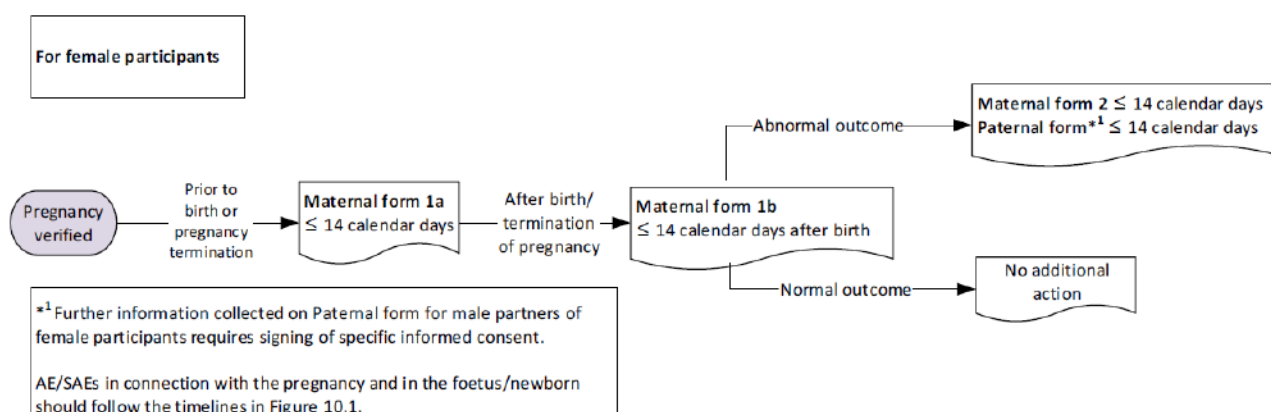 For female participants
Pregnancy
verified
Prior to
birth or
pregnancy
termination
Maternal form 1a
≤ 14 calendar days
After birth/
termination
of pregnancy
Maternal form 1b
≤ 14 calendar days after birth
Abnormal outcome
Maternal form 2 ≤ 14 calendar days
Paternal form*¹ ≤ 14 calendar days
Normal outcome
No additional
action
*¹ Further information collected on Paternal form for male partners of
female participants requires signing of specific informed consent.
AE/SAEs in connection with the pregnancy and in the foetus/newborn
should follow the timelines in Figure 10.1.